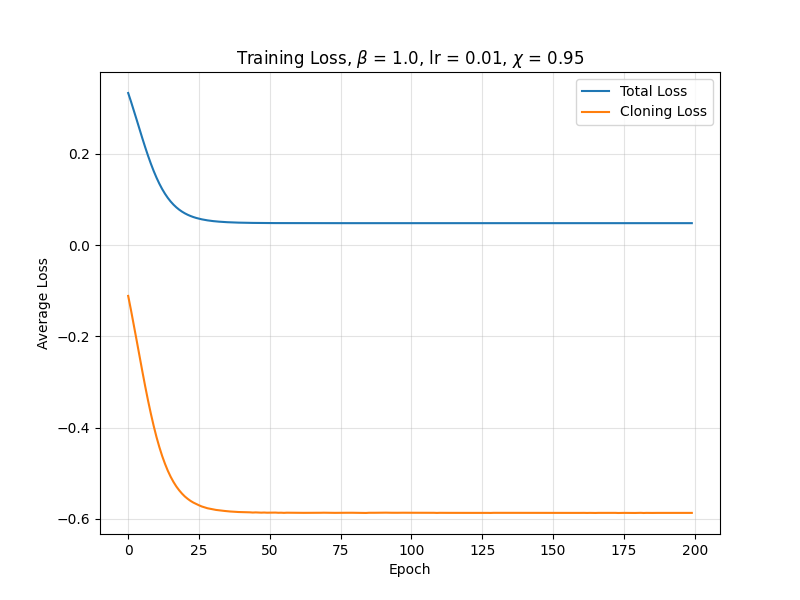 Training Loss, β = 1.0, lr = 0.01, χ = 0.95
Total Loss
Cloning Loss
Average Loss
0.2
0.0
−0.2
−0.4
−0.6
0 25 50 75 100 125 150 175 200
Epoch